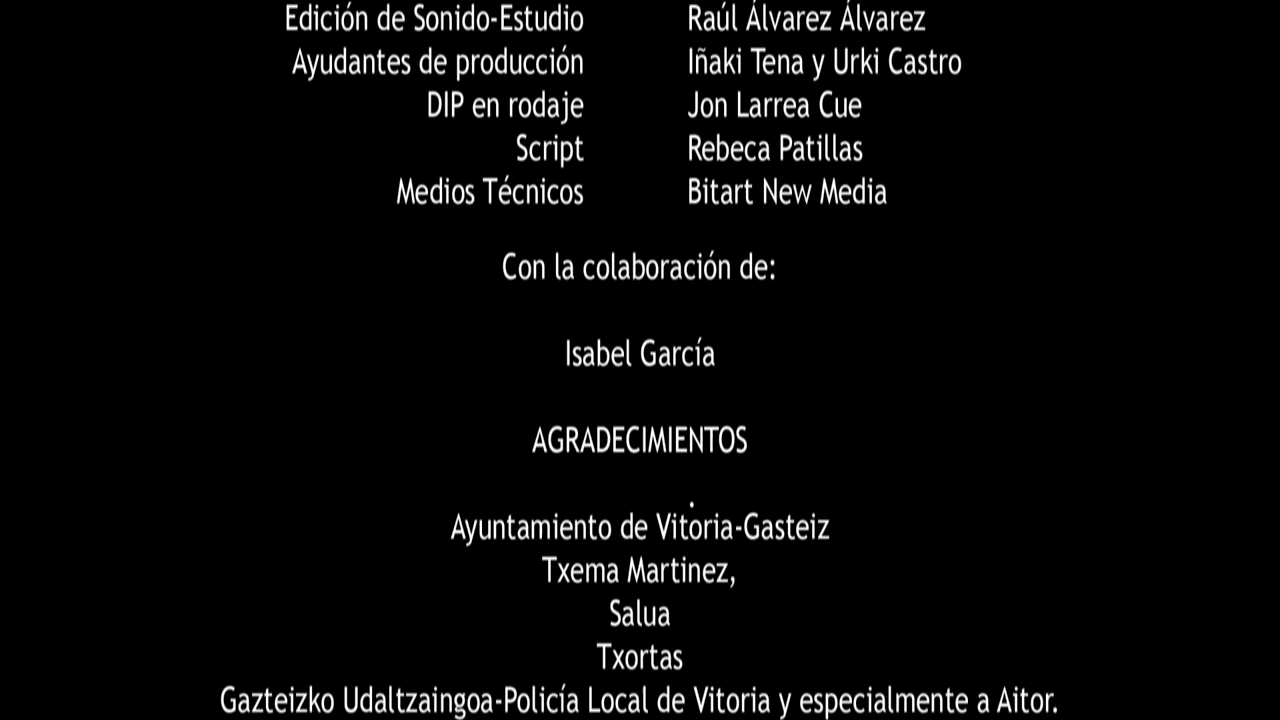 Edición de Sonido-Estudio Raúl Álvarez Álvarez
Ayudantes de producción Iñaki Tena y Urki Castro
DIP en rodaje Jon Larrea Cue
Script Rebeca Patillas
Medios Técnicos Bitart New Media
Con la colaboración de:
Isabel García
AGRADECIMIENTOS
.
Ayuntamiento de Vitoria-Gasteiz
Txema Martinez,
Salua
Txortas
Gazteizko Udaltzaingoa-Policía Local de Vitoria y especialmente a Aitor.